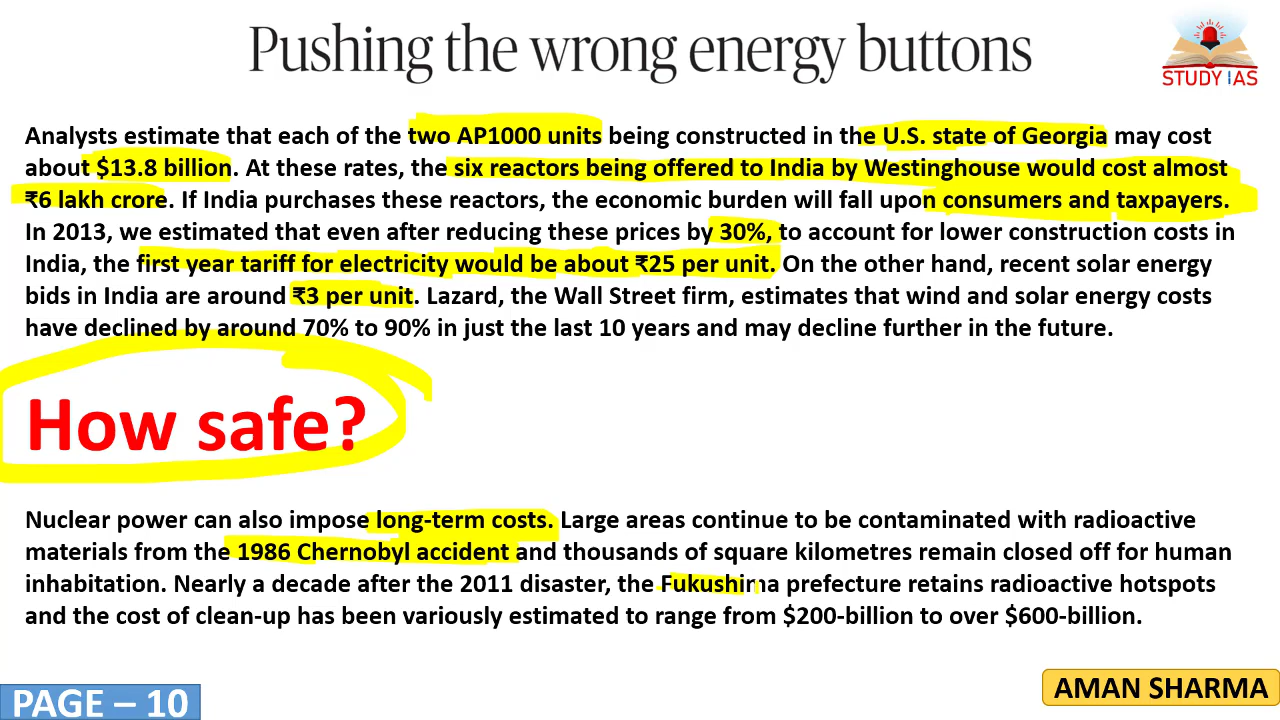 Pushing the wrong energy buttons
STUDY IAS
Analysts estimate that each of the two AP1000 units being constructed in the U.S. state of Georgia may cost
about $13.8 billion. At these rates, the six reactors being offered to India by Westinghouse would cost almost
₹6 lakh crore. If India purchases these reactors, the economic burden will fall upon consumers and taxpayers.
In 2013, we estimated that even after reducing these prices by 30%, to account for lower construction costs in
India, the first year tariff for electricity would be about ₹25 per unit. On the other hand, recent solar energy
bids in India are around ₹3 per unit. Lazard, the Wall Street firm, estimates that wind and solar energy costs
have declined by around 70% to 90% in just the last 10 years and may decline further in the future.
How safe?
Nuclear power can also impose long-term costs. Large areas continue to be contaminated with radioactive
materials from the 1986 Chernobyl accident and thousands of square kilometres remain closed off for human
inhabitation. Nearly a decade after the 2011 disaster, the Fukushima prefecture retains radioactive hotspots
and the cost of clean-up has been variously estimated to range from $200-billion to over $600-billion.
PAGE – 10
AMAN SHARMA